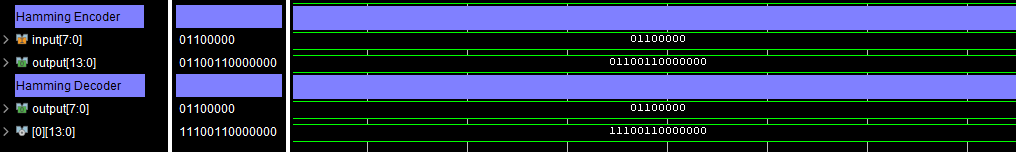 Hamming Encoder
input[7:0] 01100000 01100000
output[13:0] 01100110000000 01100110000000
Hamming Decoder
output[7:0] 01100000 01100000
[0][13:0] 11100110000000 11100110000000